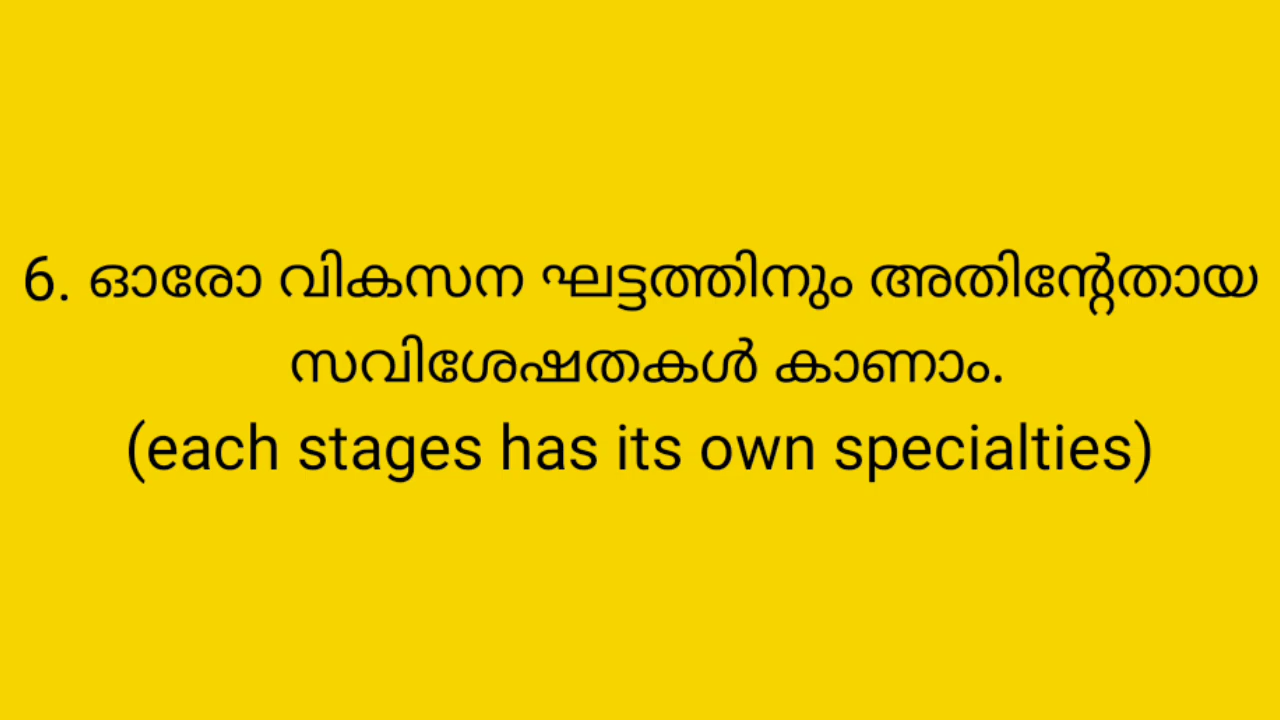 6. ഓരോ വികസന ഘട്ടത്തിനും അതിന്റേതായ
സവിശേഷതകൾ കാണാം.
(each stages has its own specialties)